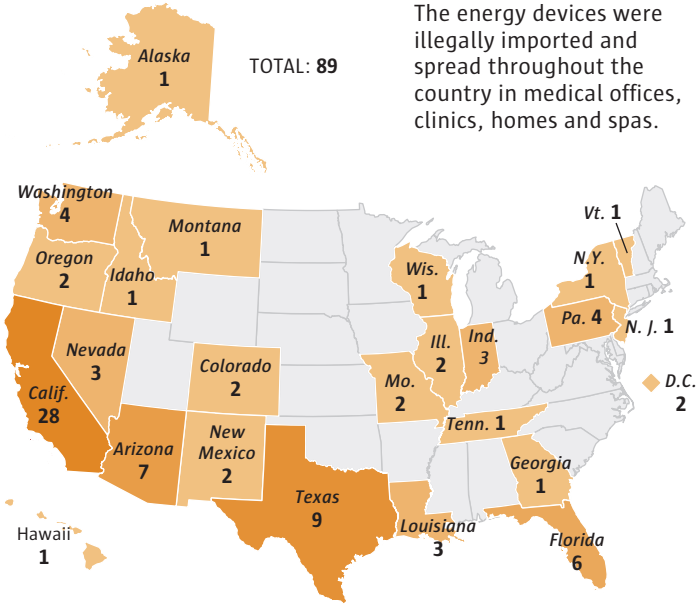 The energy devices were
illegally imported and
spread throughout the
country in medical offices,
clinics, homes and spas.
TOTAL: 89
Alaska
1
Washington
4
Oregon
2
Idaho
1
Montana
1
Calif.
28
Nevada
3
Arizona
7
Colorado
2
New
Mexico
2
Texas
9
Hawaii
1
Wis.
1
Ill.
2
Ind.
3
Mo.
2
Tenn. 1
Louisiana
3
Georgia
1
Florida
6
Vt. 1
N.Y.
1
Pa. 4
N. J. 1
D.C.
2